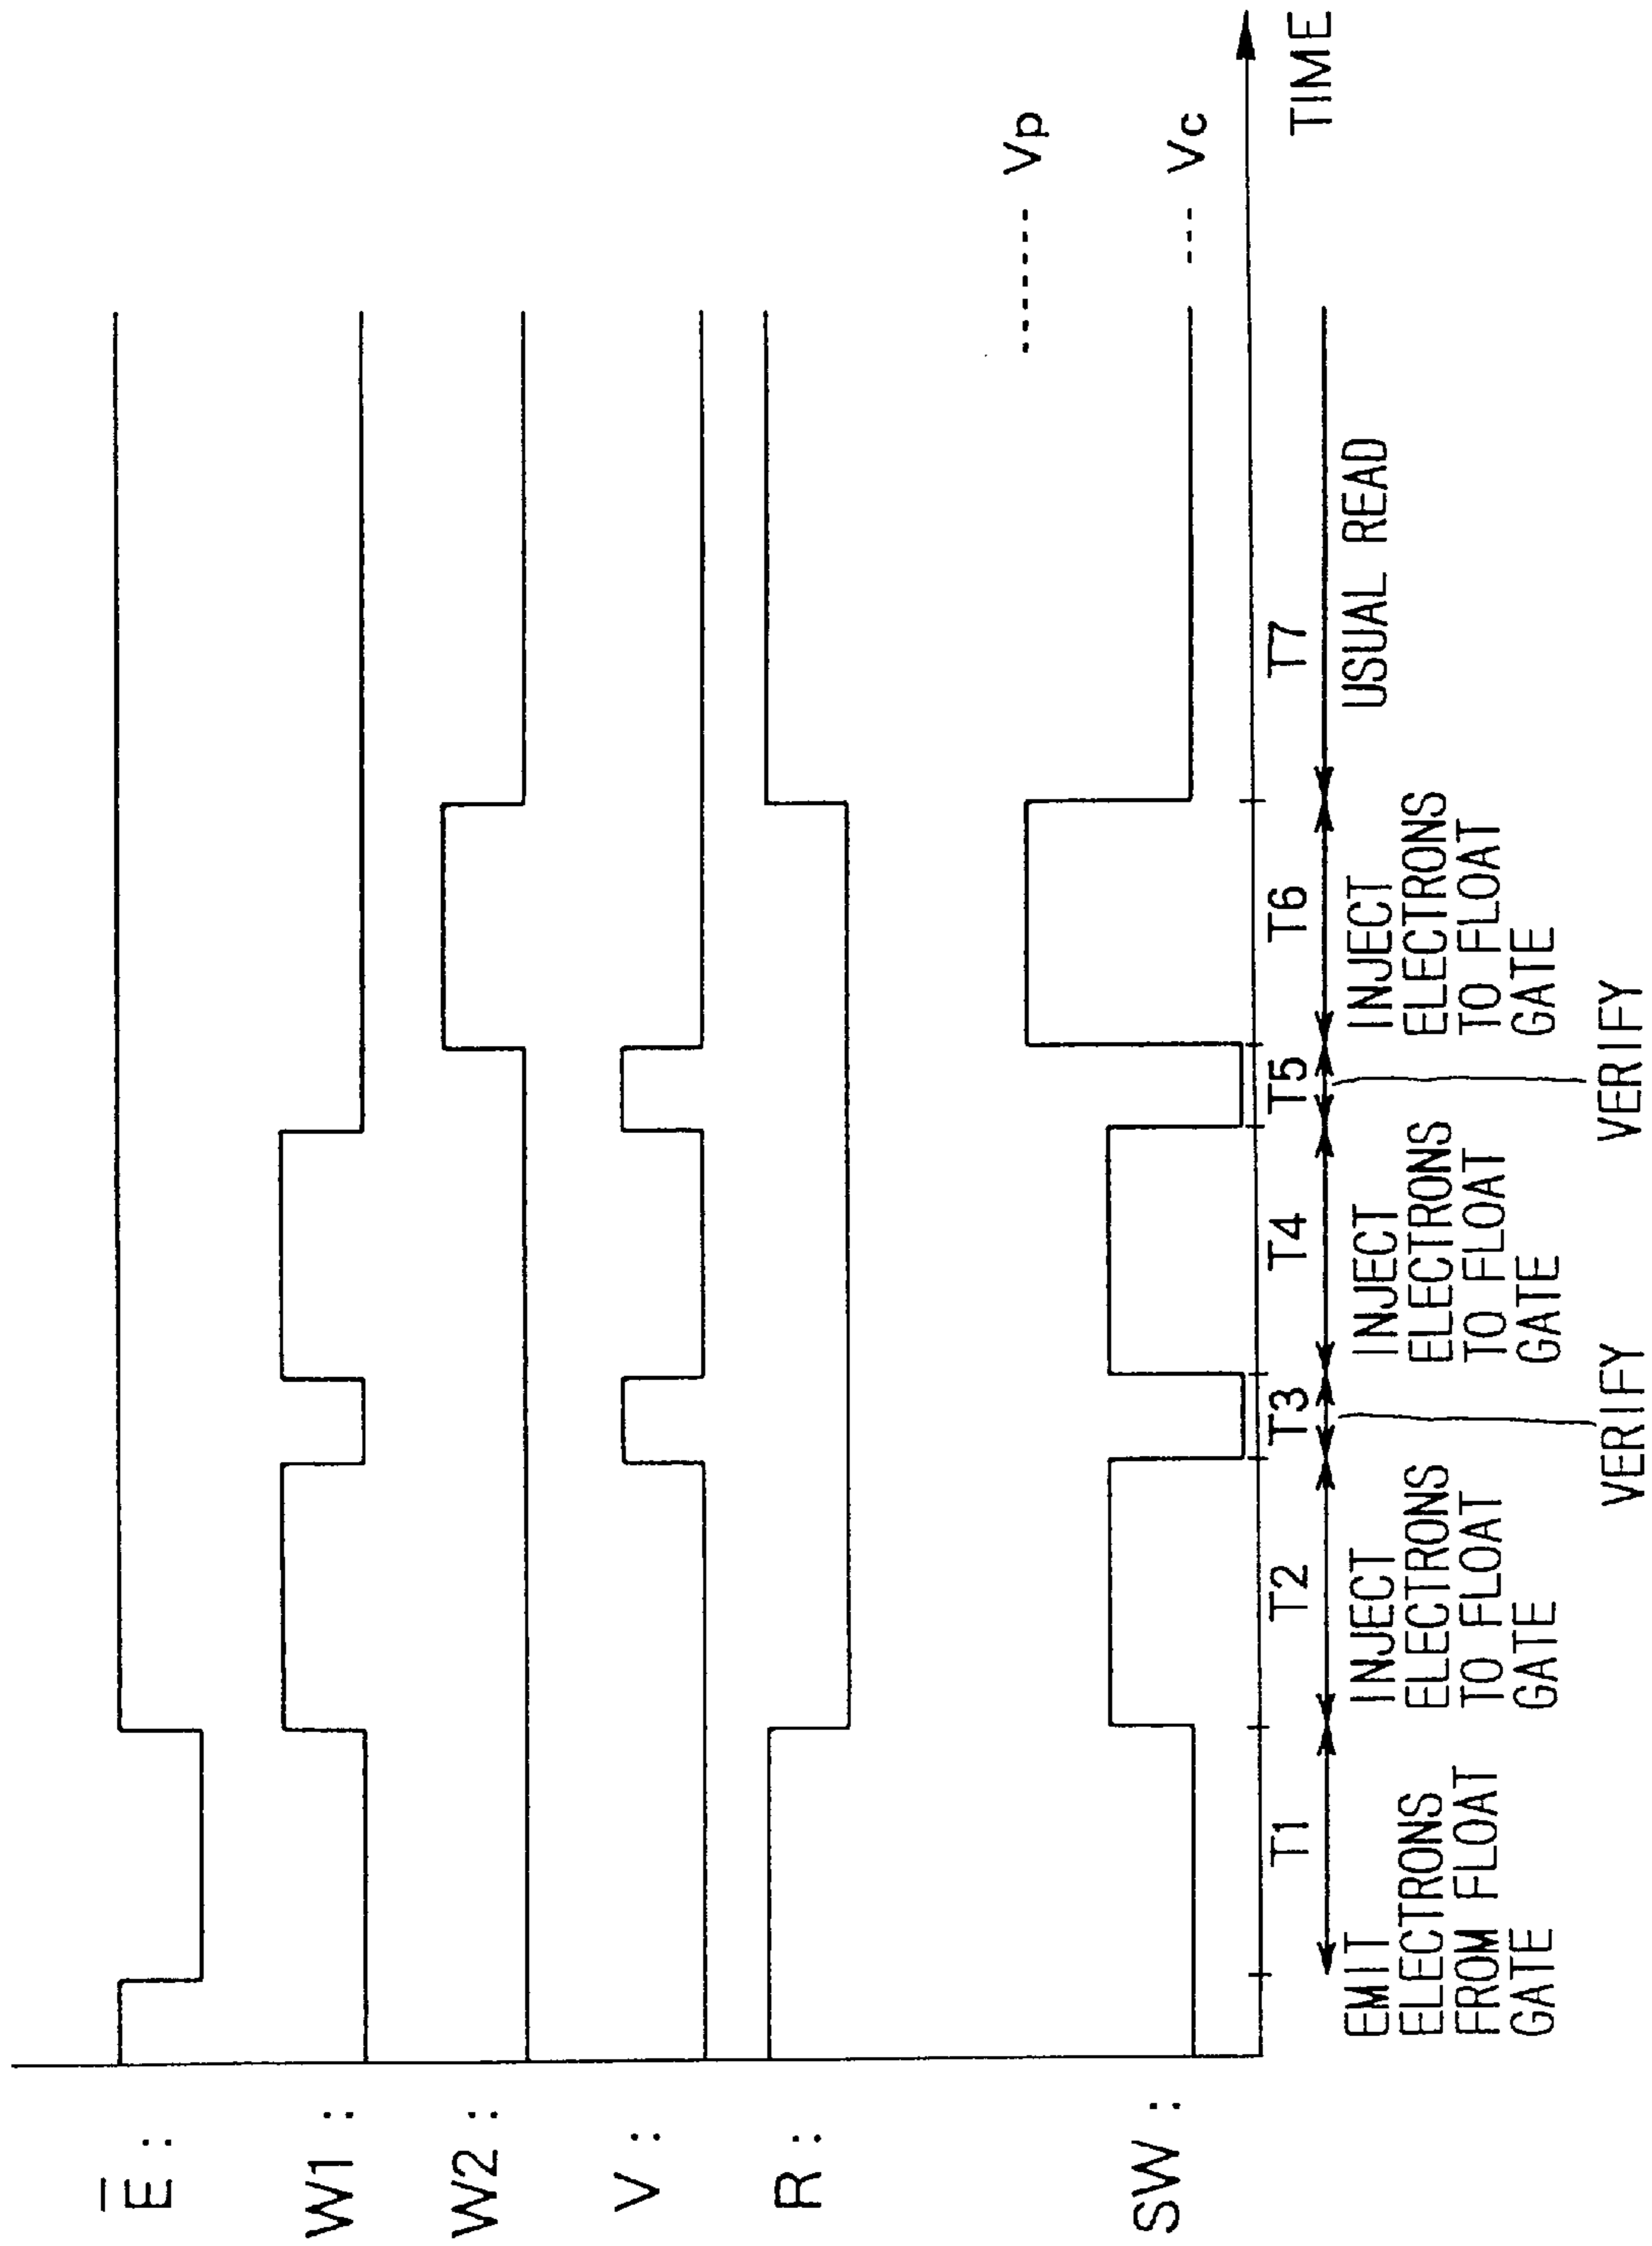 E̅ :
W1 :
W2 :
V :
R :
SW :
Vp
Vc
TIME
T1
T2
T3
T4
T5
T6
T7
EMIT
ELECTRONS
FROM FLOAT
GATE
INJECT
ELECTRONS
TO FLOAT
GATE
VERIFY
INJECT
ELECTRONS
TO FLOAT
GATE
VERIFY
INJECT
ELECTRONS
TO FLOAT
GATE
USUAL READ